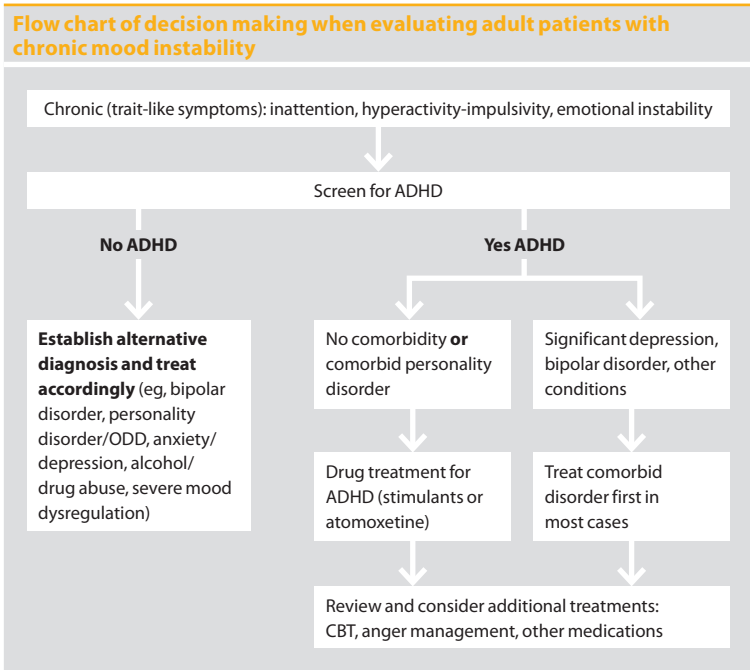 Flow chart of decision making when evaluating adult patients with
chronic mood instability
Chronic (trait-like symptoms): inattention, hyperactivity-impulsivity, emotional instability
Screen for ADHD
No ADHD
Yes ADHD
Establish alternative
diagnosis and treat
accordingly (eg, bipolar
disorder, personality
disorder/ODD, anxiety/
depression, alcohol/
drug abuse, severe mood
dysregulation)
No comorbidity or
comorbid personality
disorder
Significant depression,
bipolar disorder, other
conditions
Drug treatment for
ADHD (stimulants or
atomoxetine)
Treat comorbid
disorder first in
most cases
Review and consider additional treatments:
CBT, anger management, other medications